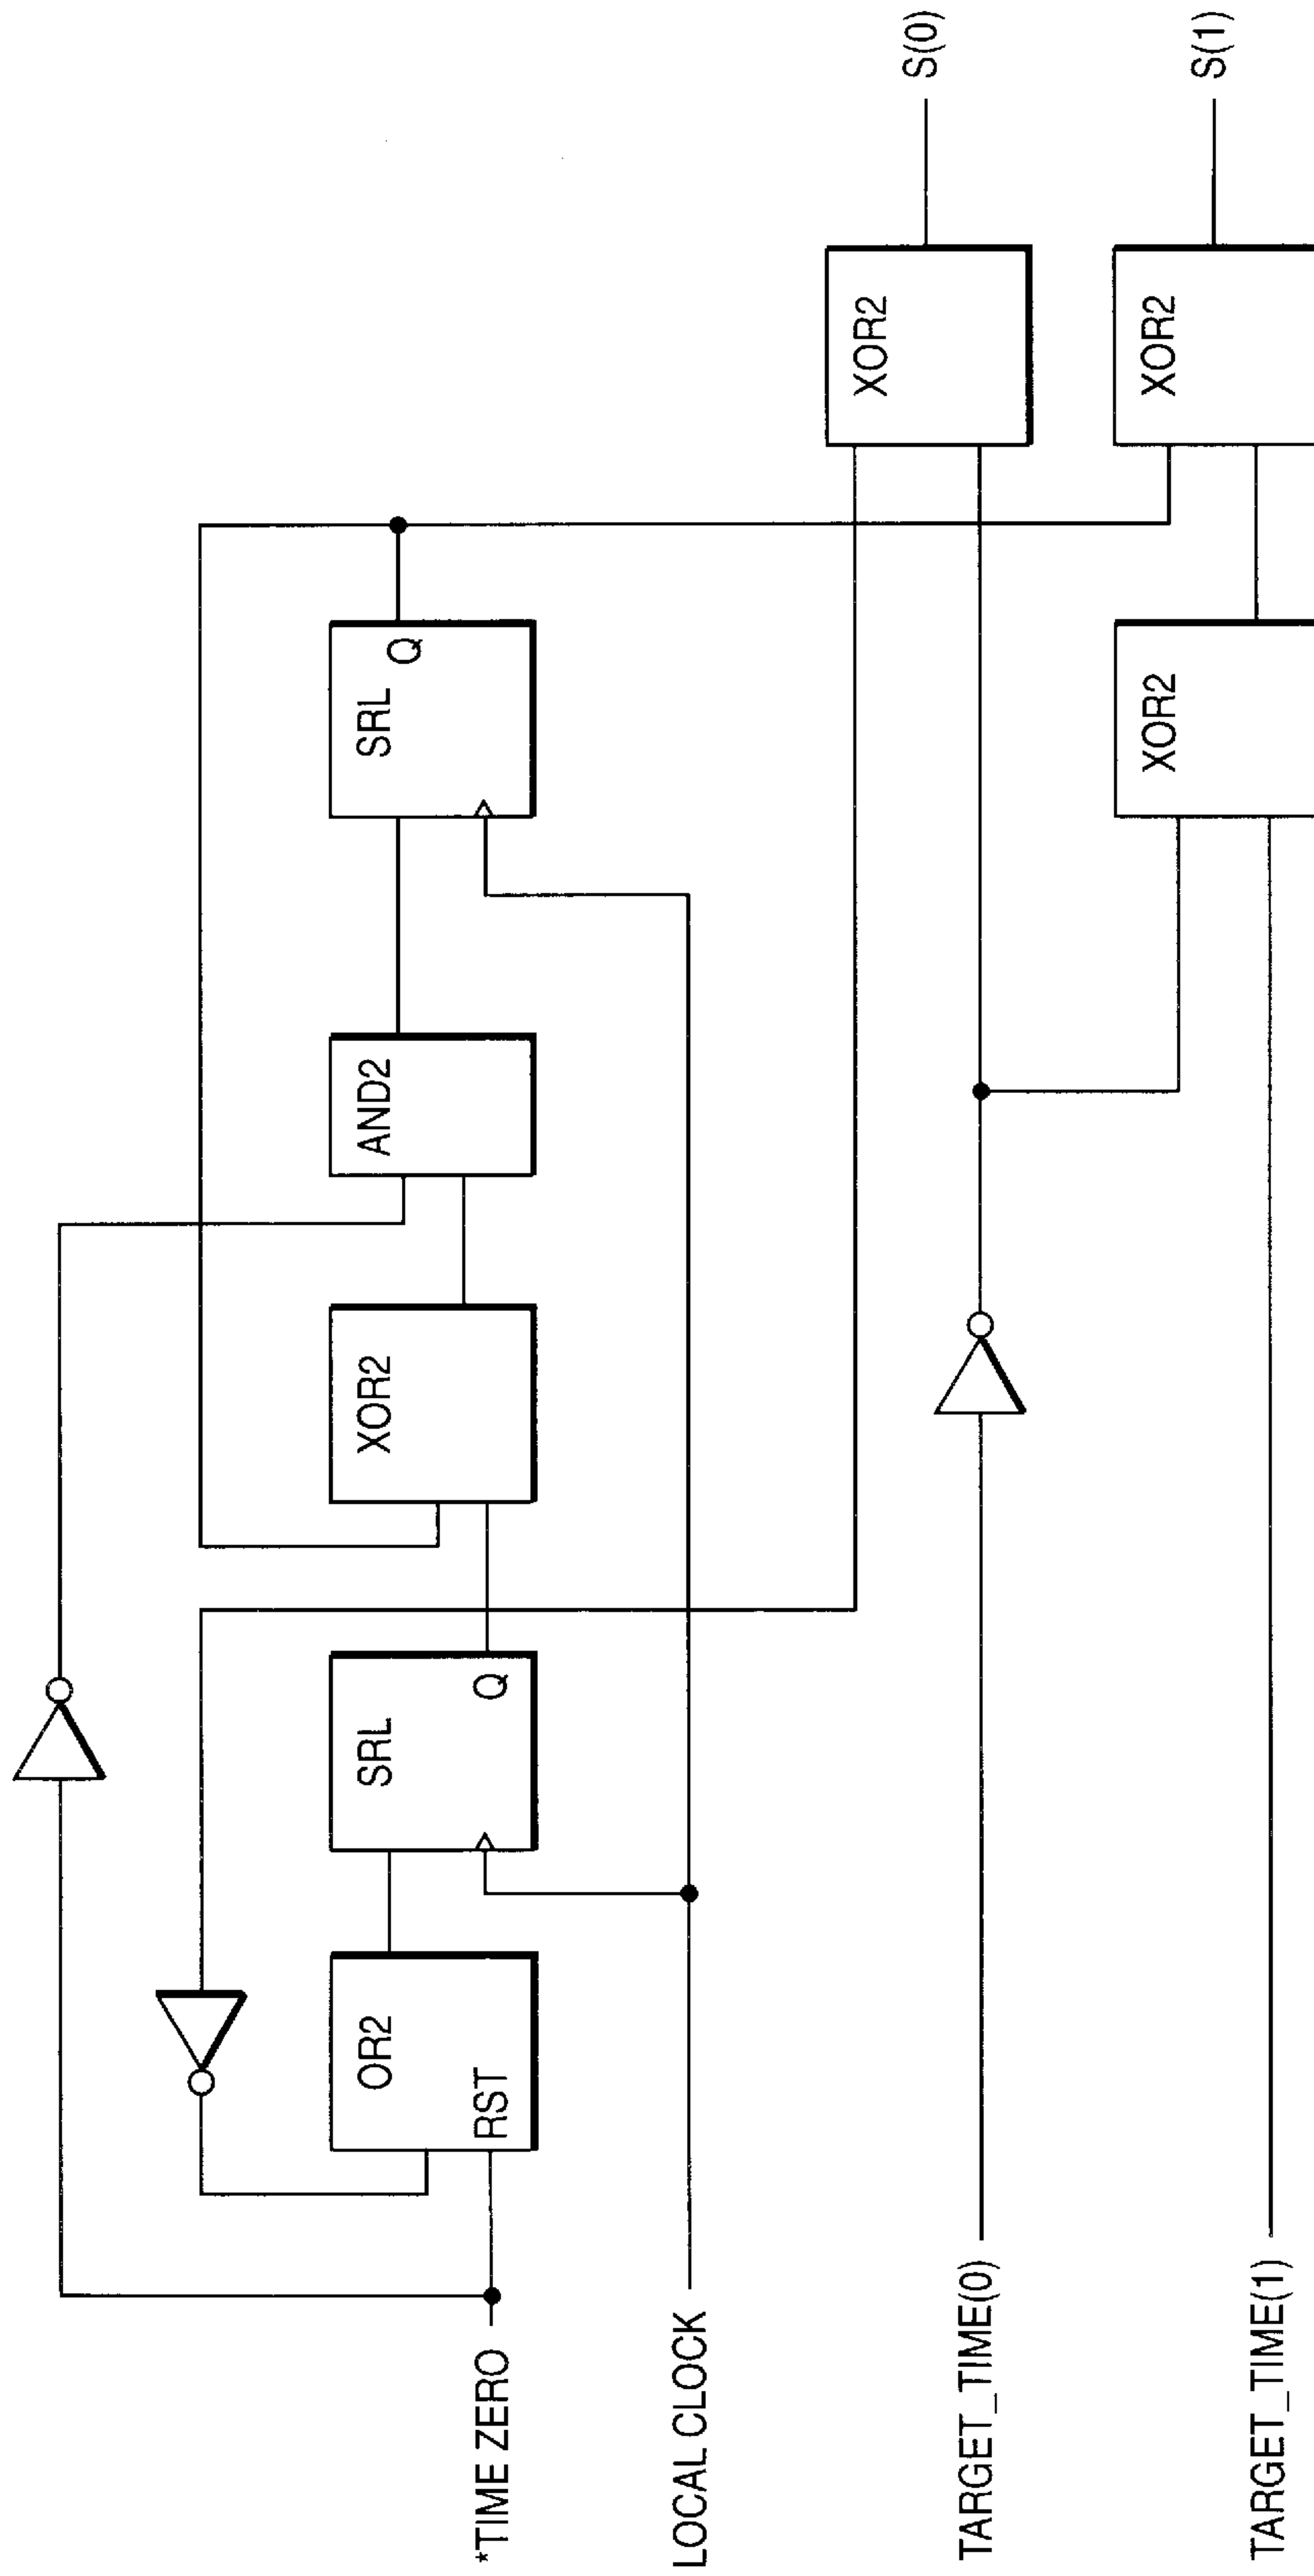 *TIME ZERO
OR2
RST
SRL
Q
XOR2
AND2
SRL
Q
LOCAL CLOCK
XOR2
S(0)
TARGET_TIME(0)
XOR2
XOR2
S(1)
TARGET_TIME(1)